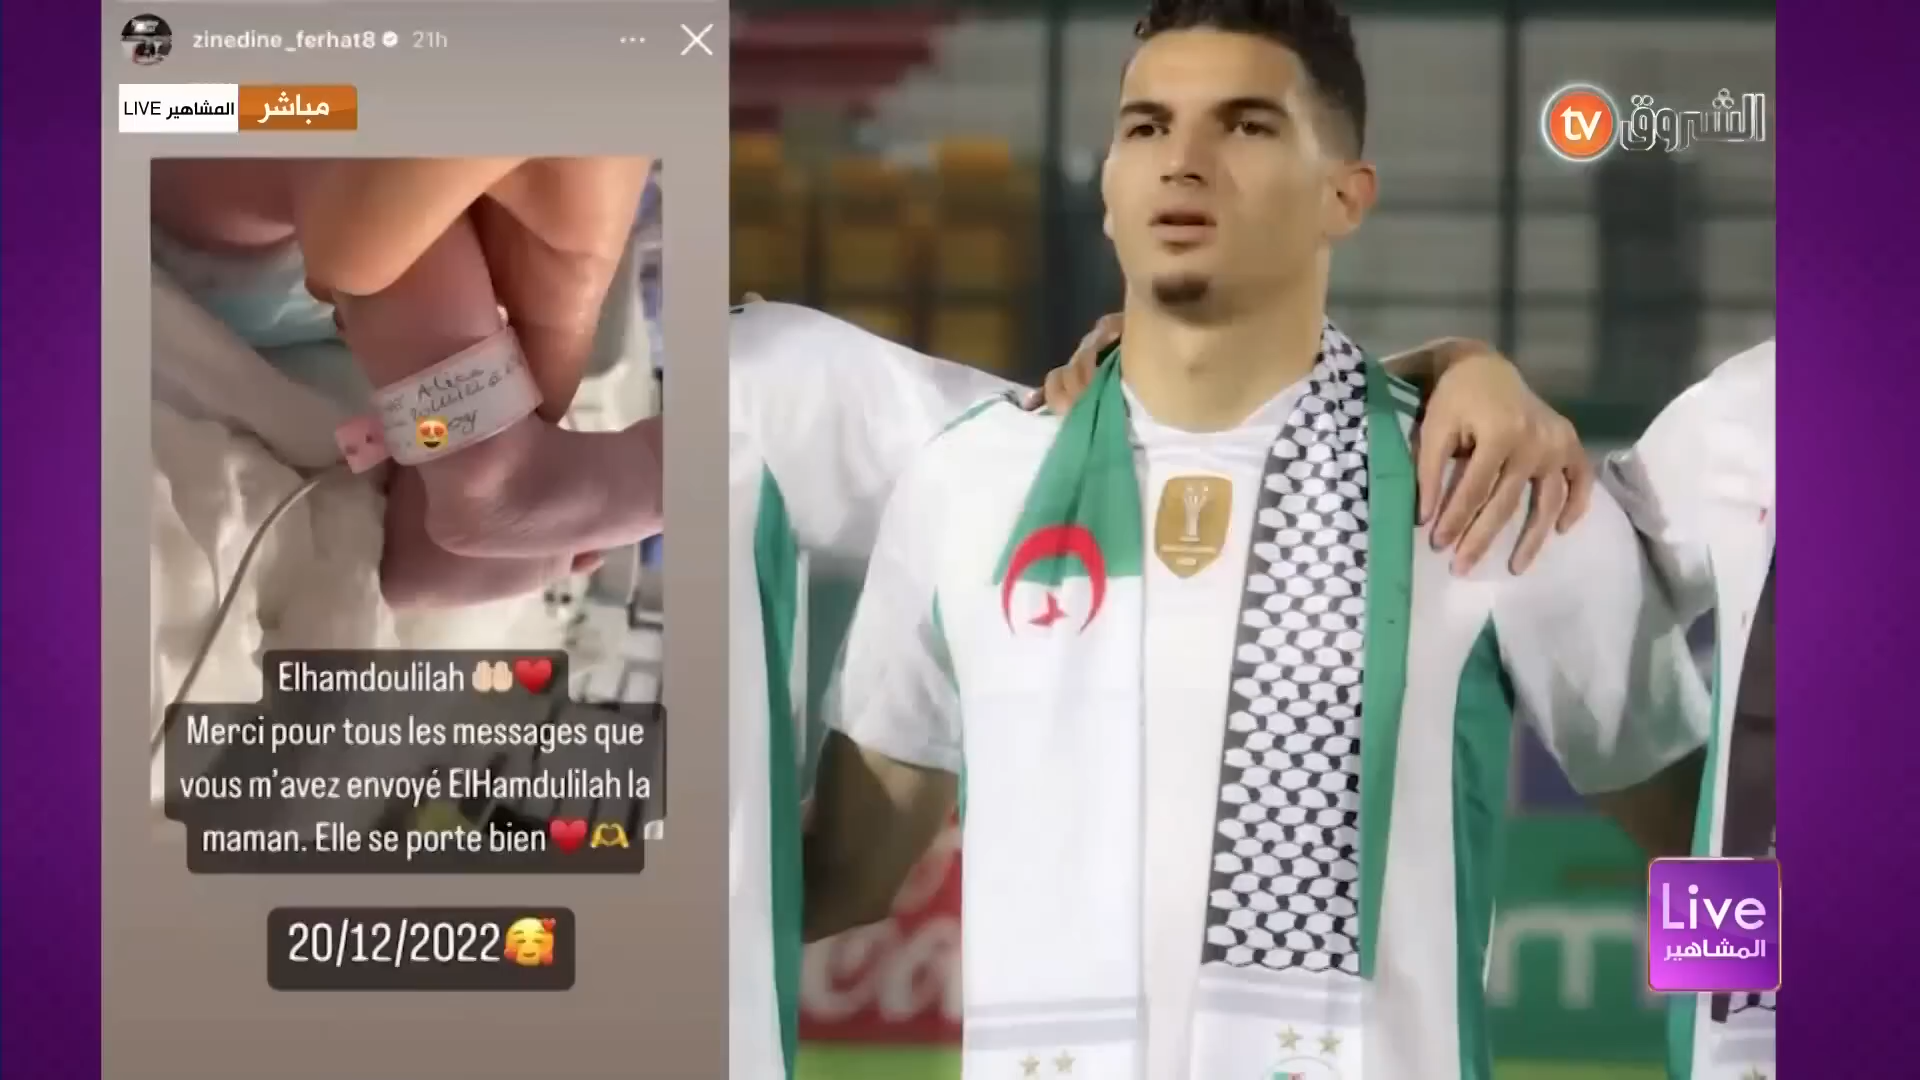 zinedine_ferhat8 21h
المشاهير LIVE مباشر
الشروق tv
Elhamdoulilah 🤲🏻♥️
Merci pour tous les messages que
vous m'avez envoyé ElHamdulilah la
maman. Elle se porte bien♥️🫶
20/12/2022🥰
Live
المشاهير